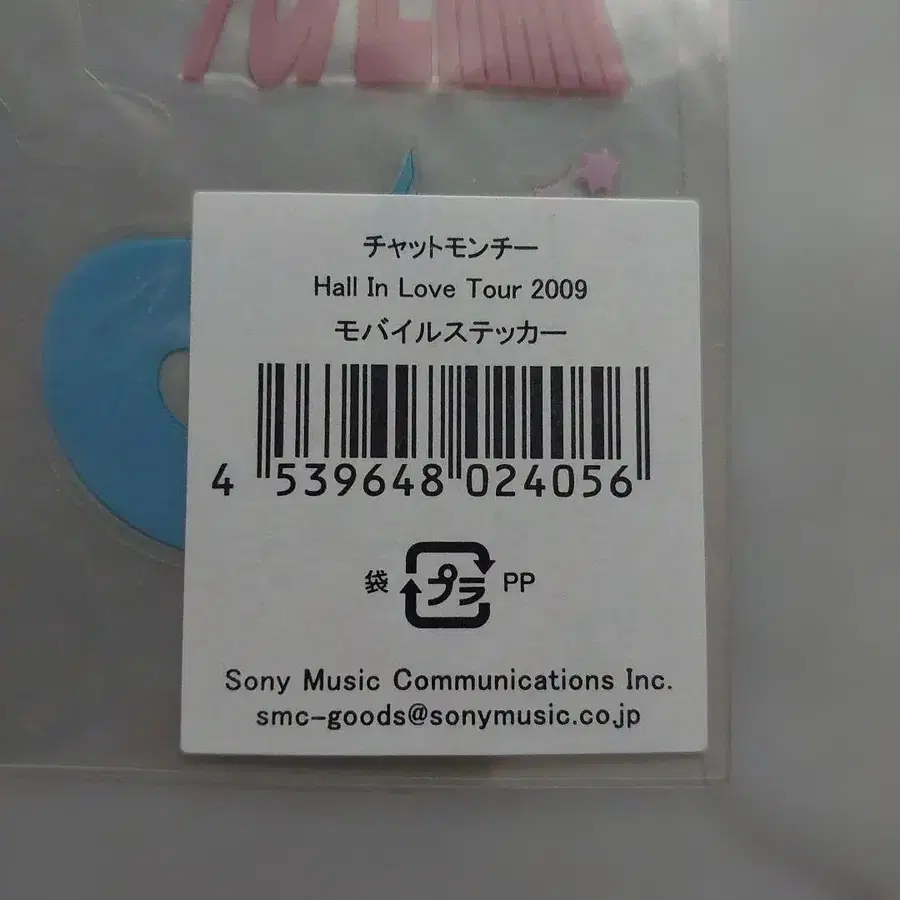 チャットモンチー
Hall In Love Tour 2009
モバイルステッカー
4 539648 024056
袋 プラ PP
Sony Music Communications Inc.
smc-goods@sonymusic.co.jp